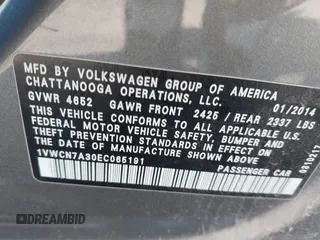 MFD BY VOLKSWAGEN GROUP OF AMERICA
CHATTANOOGA OPERATIONS, LLC. 01/2014
GVWR 4652 GAWR FRONT 2425 / REAR 2337 LBS
THIS VEHICLE CONFORMS TO ALL APPLICABLE U.S.
FEDERAL MOTOR VEHICLE SAFETY, BUMPER AND
THEFT PREVENTION STANDARDS IN EFFECT ON
THE DATE OF MANUFACTURE SHOWN ABOVE.
1VWCN7A30EC065191 PASSENGER CAR
0310217
DREAMBID